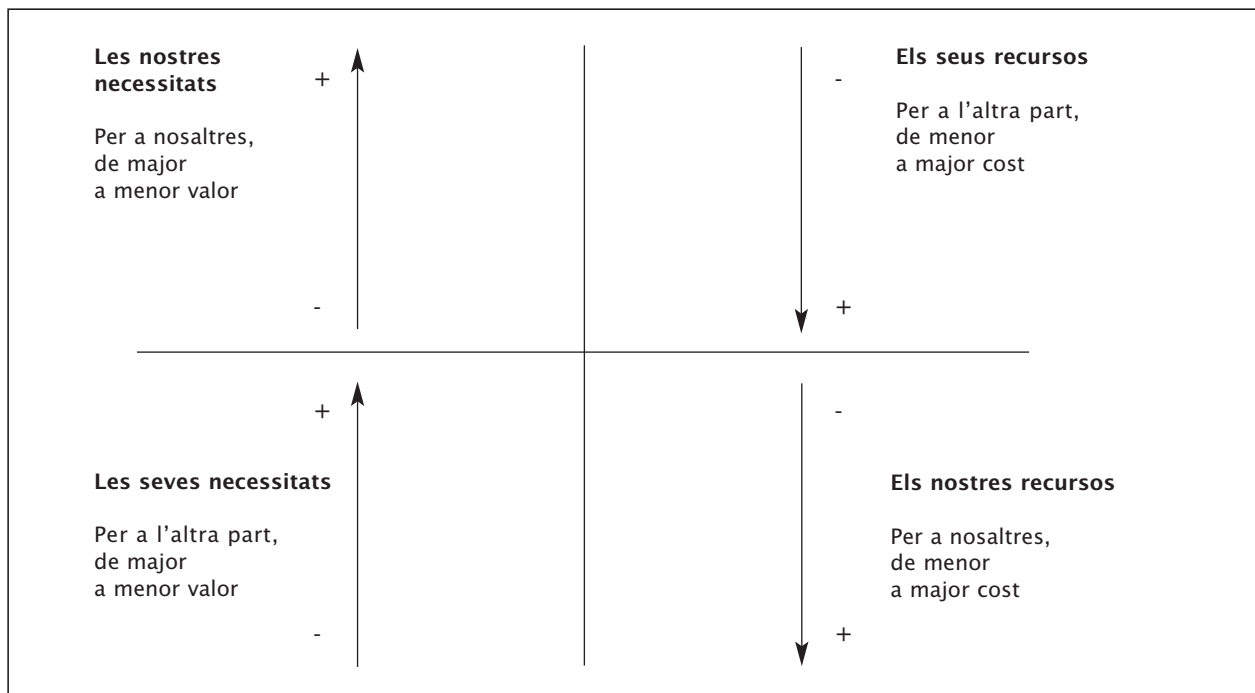 Les nostres
necessitats
+
Per a nosaltres,
de major
a menor valor
-
Els seus recursos
-
Per a l'altra part,
de menor
a major cost
+
+
Les seves necessitats
Per a l'altra part,
de major
a menor valor
-
-
Els nostres recursos
Per a nosaltres,
de menor
a major cost
+